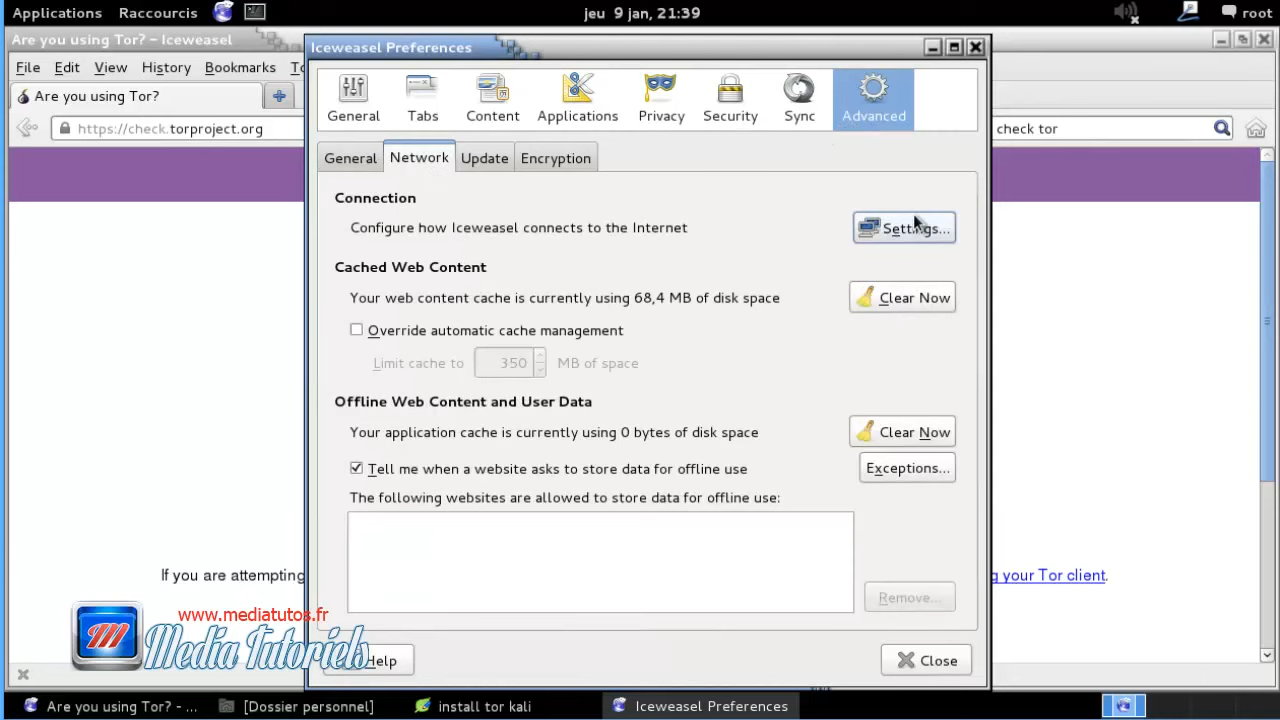 Applications Raccourcis jeu 9 jan, 21:39 root
Are you using Tor? - Iceweasel
Iceweasel Preferences
File Edit View History Bookmarks To
Are you using Tor?
https://check.torproject.org
check tor
General Tabs Content Applications Privacy Security Sync Advanced
General Network Update Encryption
Connection
Configure how Iceweasel connects to the Internet
Settings...
Cached Web Content
Your web content cache is currently using 68,4 MB of disk space
Clear Now
Override automatic cache management
Limit cache to 350 MB of space
Offline Web Content and User Data
Your application cache is currently using 0 bytes of disk space
Clear Now
Tell me when a website asks to store data for offline use
Exceptions...
The following websites are allowed to store data for offline use:
If you are attempting
g your Tor client.
Remove...
www.mediatutos.fr
Media Tutoriels
Help
Close
Are you using Tor? - ... [Dossier personnel] install tor kali Iceweasel Preferences